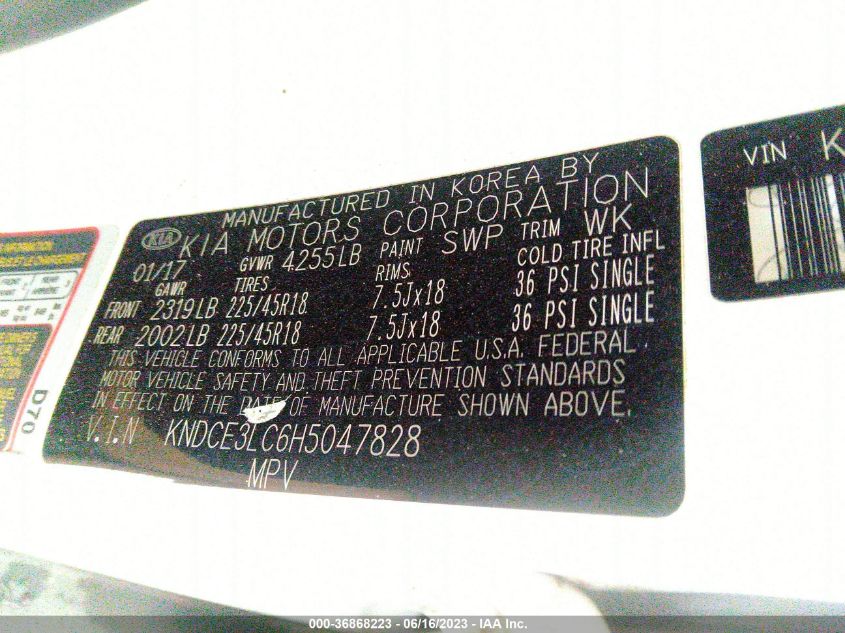 MANUFACTURED IN KOREA BY
KIA KIA MOTORS CORPORATION
01/17 GVWR 4255LB PAINT SWP TRIM WK
GAWR TIRES RIMS COLD TIRE INFL
FRONT 2319LB 225/45R18 7.5Jx18 36 PSI SINGLE
REAR 2002LB 225/45R18 7.5Jx18 36 PSI SINGLE
THIS VEHICLE CONFORMS TO ALL APPLICABLE U.S.A. FEDERAL
MOTOR VEHICLE SAFETY AND THEFT PREVENTION STANDARDS
IN EFFECT ON THE DATE OF MANUFACTURE SHOWN ABOVE.
V.I.N KNDCE3LC6H5047828
MPV
VIN K
D70
000-36868223 - 06/16/2023 - IAA Inc.